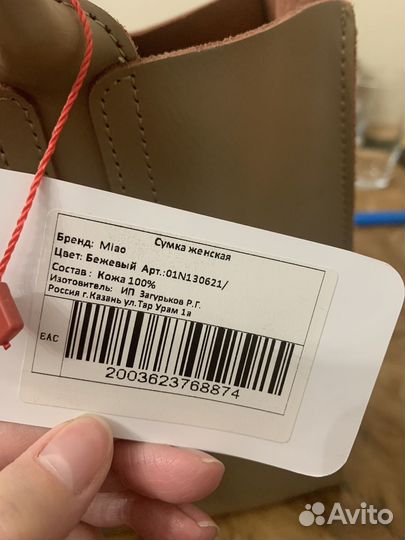 Сумка женская
Бренд: Miao
Цвет: Бежевый Арт.:01N130621/
Состав : Кожа 100%
Изотовитель: ИП Загурьков Р.Г.
Россия г.Казань ул.Тар Урам 1а
EAC
2003623768874
Avito